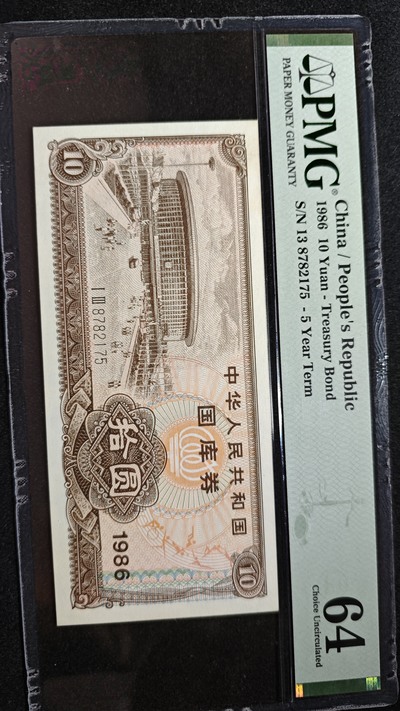 PMG®
PAPER MONEY GUARANTY
China / People's Republic
1986 10 Yuan - Treasury Bond
S/N 13 8782175 - 5 Year Term
64
Choice Uncirculated
10
中华人民共和国
国库券
I III 8782175
拾圆
1986
10